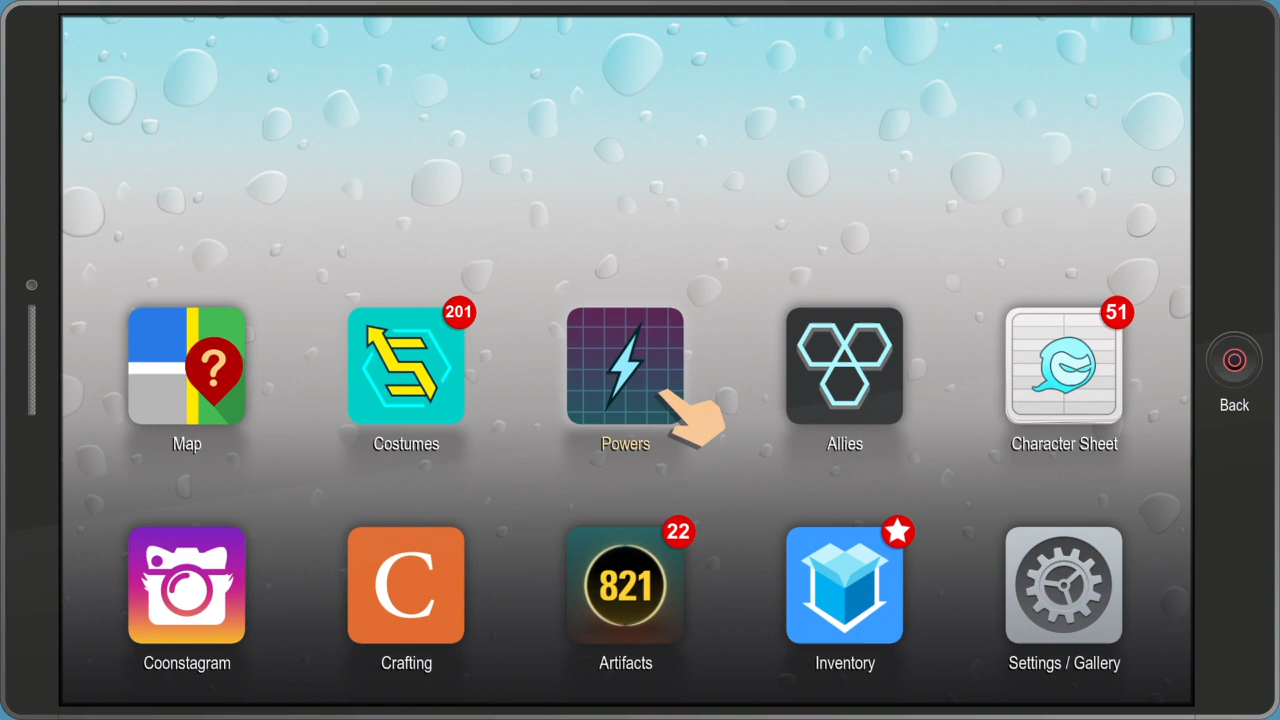 201
51
?
Map
Costumes
Powers
Allies
Character Sheet
Back
22
C
821
Coonstagram
Crafting
Artifacts
Inventory
Settings / Gallery